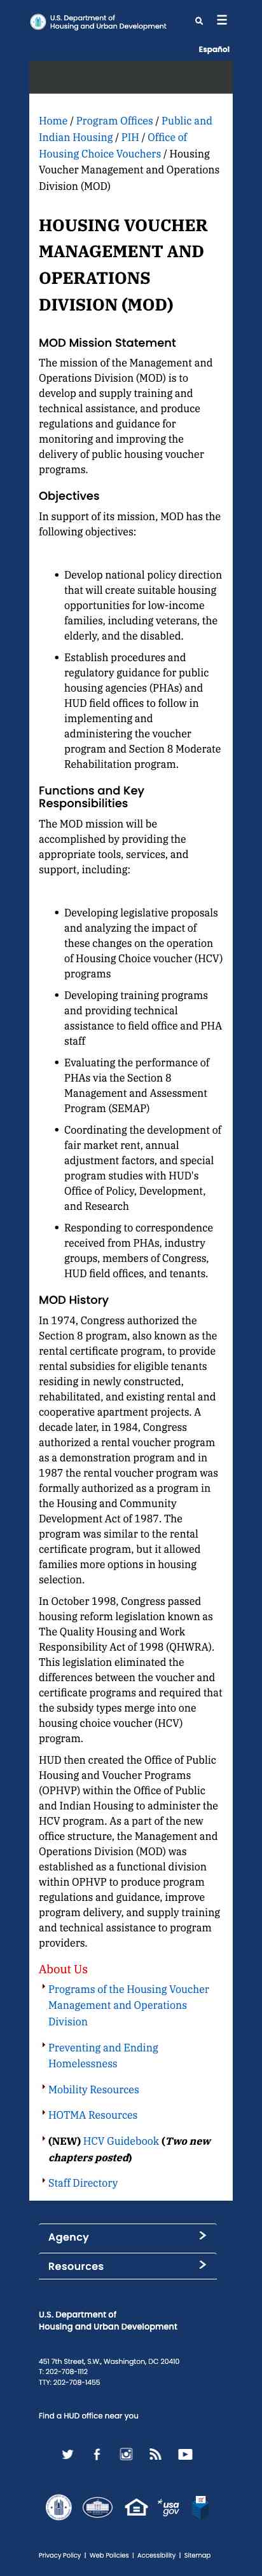 U.S. Department of
Housing and Urban Development
Español
Home / Program Offices / Public and
Indian Housing / PIH / Office of
Housing Choice Vouchers / Housing
Voucher Management and Operations
Division (MOD)
HOUSING VOUCHER
MANAGEMENT AND
OPERATIONS
DIVISION (MOD)
MOD Mission Statement
The mission of the Management and
Operations Division (MOD) is to
develop and supply training and
technical assistance, and produce
regulations and guidance for
monitoring and improving the
delivery of public housing voucher
programs.
Objectives
In support of its mission, MOD has the
following objectives:
• Develop national policy direction
that will create suitable housing
opportunities for low-income
families, including veterans, the
elderly, and the disabled.
• Establish procedures and
regulatory guidance for public
housing agencies (PHAs) and
HUD field offices to follow in
implementing and
administering the voucher
program and Section 8 Moderate
Rehabilitation program.
Functions and Key
Responsibilities
The MOD mission will be
accomplished by providing the
appropriate tools, services, and
support, including:
• Developing legislative proposals
and analyzing the impact of
these changes on the operation
of Housing Choice voucher (HCV)
programs
• Developing training programs
and providing technical
assistance to field office and PHA
staff
• Evaluating the performance of
PHAs via the Section 8
Management and Assessment
Program (SEMAP)
• Coordinating the development of
fair market rent, annual
adjustment factors, and special
program studies with HUD's
Office of Policy, Development,
and Research
• Responding to correspondence
received from PHAs, industry
groups, members of Congress,
HUD field offices, and tenants.
MOD History
In 1974, Congress authorized the
Section 8 program, also known as the
rental certificate program, to provide
rental subsidies for eligible tenants
residing in newly constructed,
rehabilitated, and existing rental and
cooperative apartment projects. A
decade later, in 1984, Congress
authorized a rental voucher program
as a demonstration program and in
1987 the rental voucher program was
formally authorized as a program in
the Housing and Community
Development Act of 1987. The
program was similar to the rental
certificate program, but it allowed
families more options in housing
selection.
In October 1998, Congress passed
housing reform legislation known as
The Quality Housing and Work
Responsibility Act of 1998 (QHWRA).
This legislation eliminated the
differences between the voucher and
certificate programs and required that
the subsidy types merge into one
housing choice voucher (HCV)
program.
HUD then created the Office of Public
Housing and Voucher Programs
(OPHVP) within the Office of Public
and Indian Housing to administer the
HCV program. As a part of the new
office structure, the Management and
Operations Division (MOD) was
established as a functional division
within OPHVP to produce program
regulations and guidance, improve
program delivery, and supply training
and technical assistance to program
providers.
About Us
Programs of the Housing Voucher
Management and Operations
Division
Preventing and Ending
Homelessness
Mobility Resources
HOTMA Resources
(NEW) HCV Guidebook (Two new
chapters posted)
Staff Directory
Agency
Resources
U.S. Department of
Housing and Urban Development
451 7th Street, S.W., Washington, DC 20410
T: 202-708-1112
TTY: 202-708-1455
Find a HUD office near you
usa
gov
Privacy Policy | Web Policies | Accessibility | Sitemap